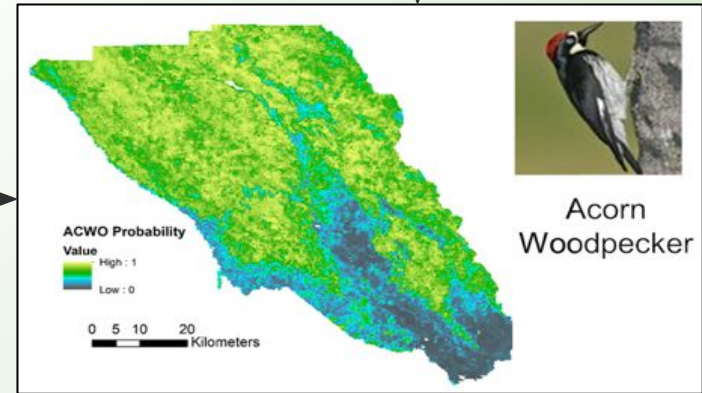 ACWO Probability
Value
High : 1
Low : 0
0 5 10 20
Kilometers
Acorn
Woodpecker